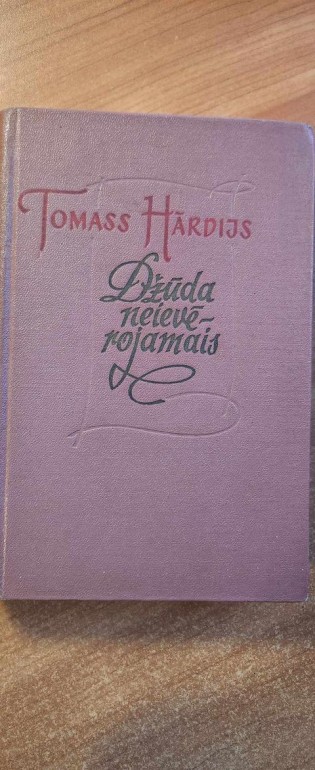 TOMASS HĀRDIJS
Džūda
neievē-
rojamais